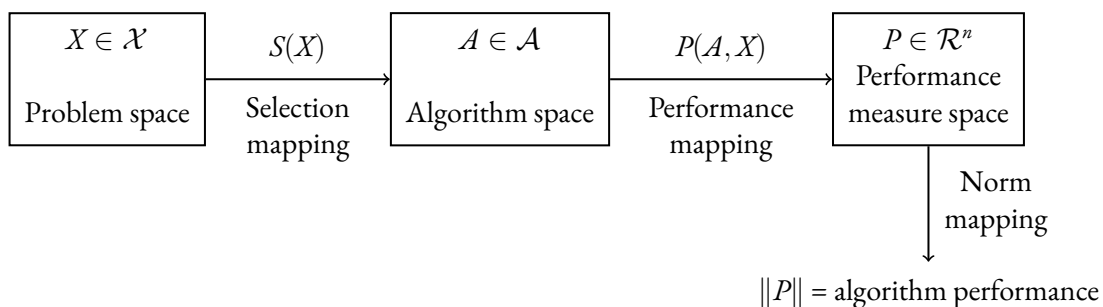 X ∈ 𝒳
Problem space
S(X)
Selection
mapping
A ∈ 𝒜
Algorithm space
P(A, X)
Performance
mapping
P ∈ ℛⁿ
Performance
measure space
Norm
mapping
‖P‖ = algorithm performance